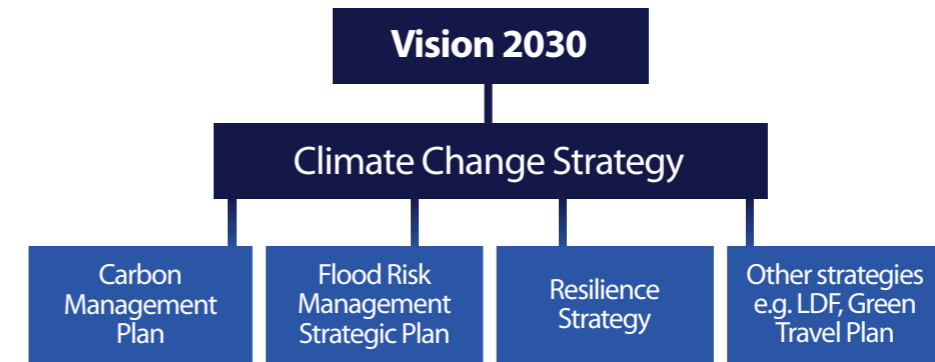 Vision 2030
Climate Change Strategy
Carbon
Management
Plan
Flood Risk
Management
Strategic Plan
Resilience
Strategy
Other strategies
e.g. LDF, Green
Travel Plan